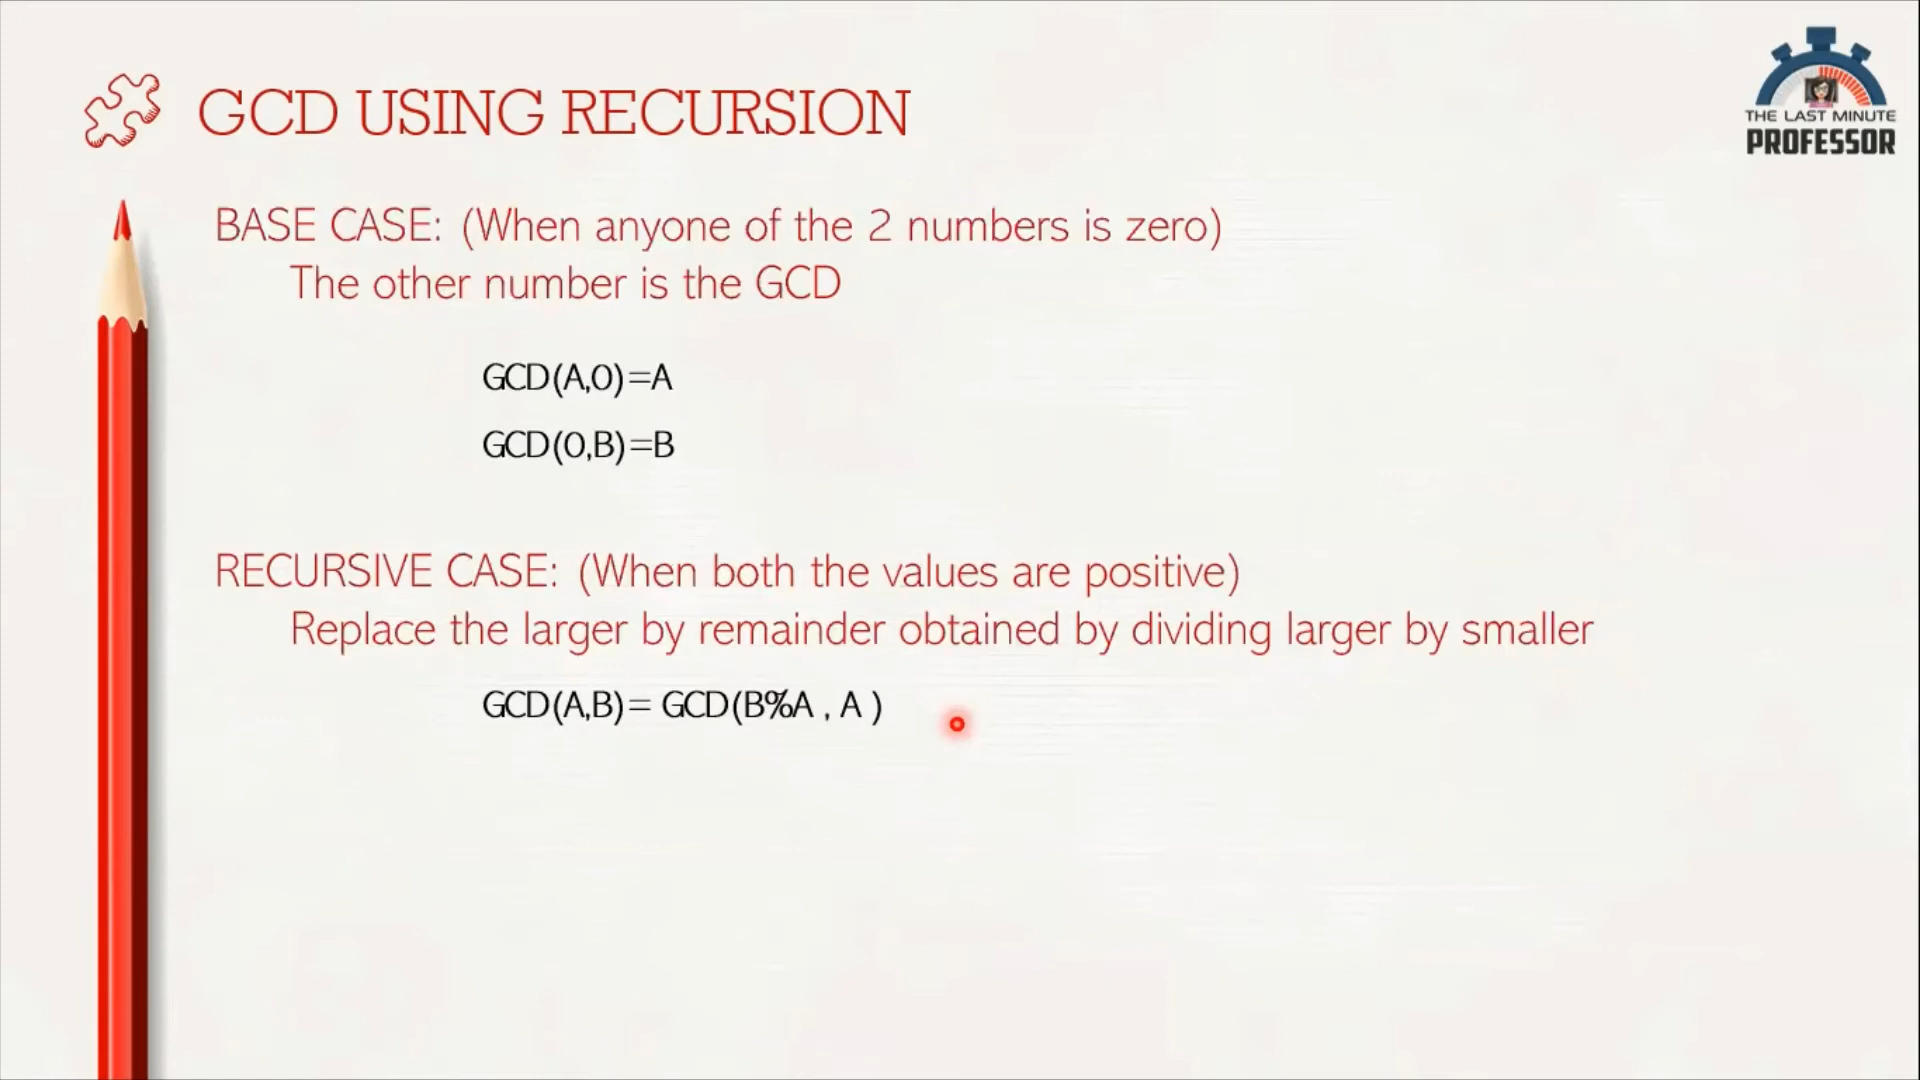 THE LAST MINUTE
PROFESSOR
GCD USING RECURSION
BASE CASE: (When anyone of the 2 numbers is zero)
The other number is the GCD
GCD(A,0)=A
GCD(0,B)=B
RECURSIVE CASE: (When both the values are positive)
Replace the larger by remainder obtained by dividing larger by smaller
GCD(A,B)= GCD(B%A , A )